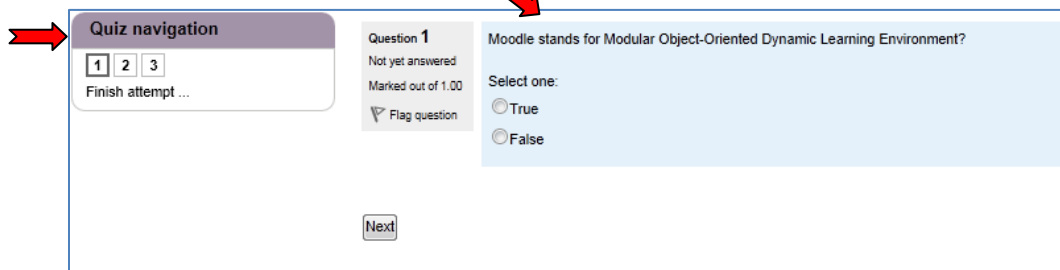 Quiz navigation
1 2 3
Finish attempt ...
Question 1
Not yet answered
Marked out of 1.00
Flag question
Moodle stands for Modular Object-Oriented Dynamic Learning Environment?
Select one:
True
False
Next